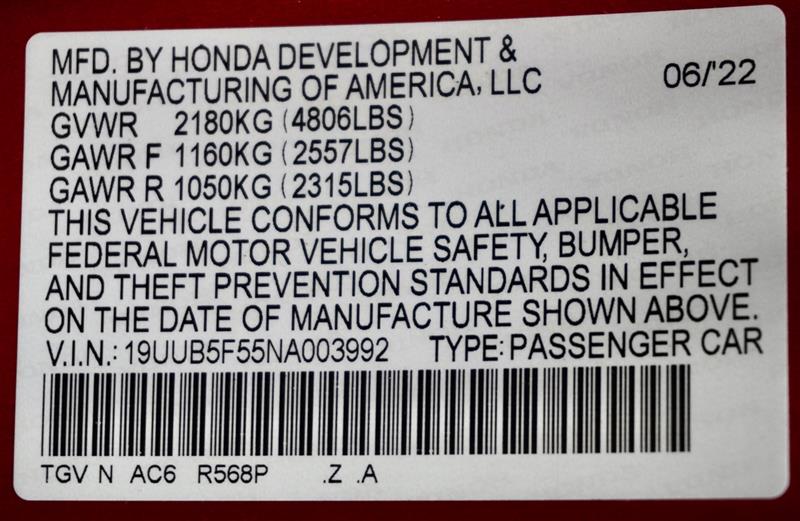 MFD. BY HONDA DEVELOPMENT &
MANUFACTURING OF AMERICA, LLC 06/'22
GVWR 2180KG (4806LBS)
GAWR F 1160KG (2557LBS)
GAWR R 1050KG (2315LBS)
THIS VEHICLE CONFORMS TO ALL APPLICABLE
FEDERAL MOTOR VEHICLE SAFETY, BUMPER,
AND THEFT PREVENTION STANDARDS IN EFFECT
ON THE DATE OF MANUFACTURE SHOWN ABOVE.
V.I.N.: 19UUB5F55NA003992 TYPE: PASSENGER CAR
TGV N AC6 R568P .Z .A